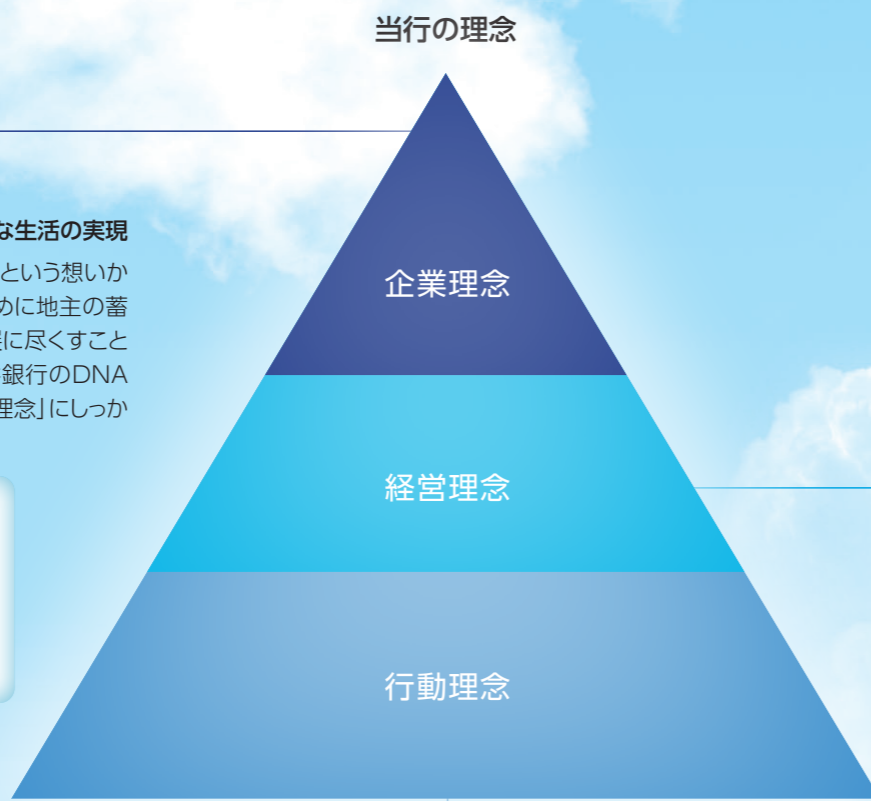 当行の理念
な生活の実現
という想いか
めに地主の蓄
に尽くすこと
銀行のDNA
理念」にしっか
企業理念
経営理念
行動理念